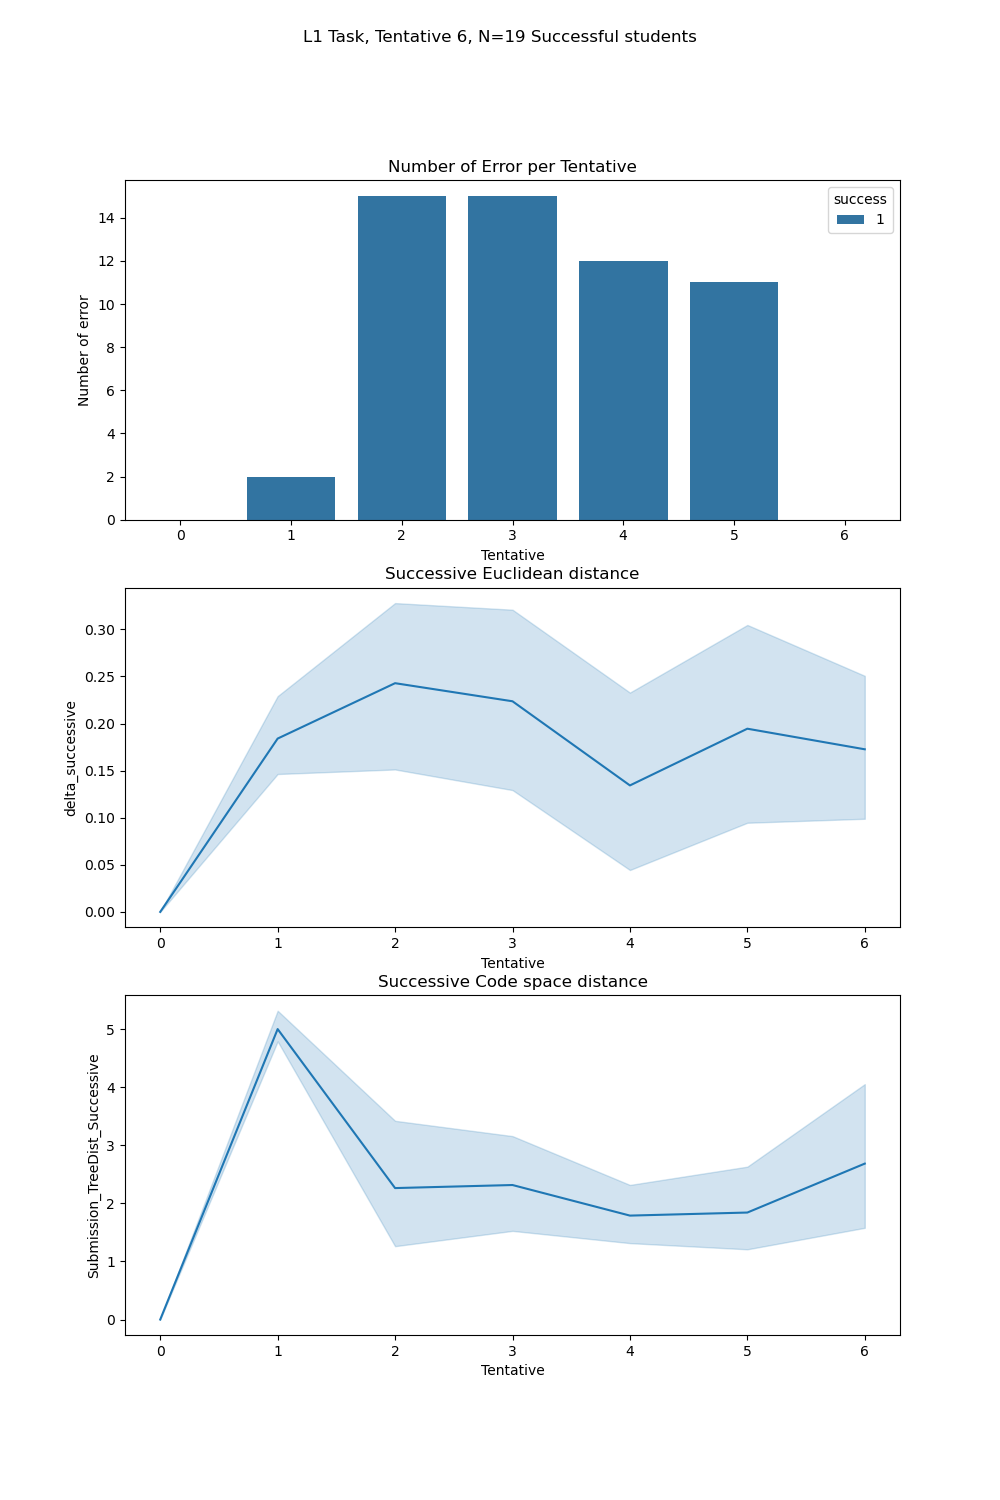 L1 Task, Tentative 6, N=19 Successful students
Number of Error per Tentative
success
1
14
12
10
8
6
4
2
0
Number of error
0 1 2 3 4 5 6
Tentative
Successive Euclidean distance
0.30
0.25
0.20
0.15
0.10
0.05
0.00
delta_successive
0 1 2 3 4 5 6
Tentative
Successive Code space distance
5
4
3
2
1
0
Submission_TreeDist_Successive
0 1 2 3 4 5 6
Tentative